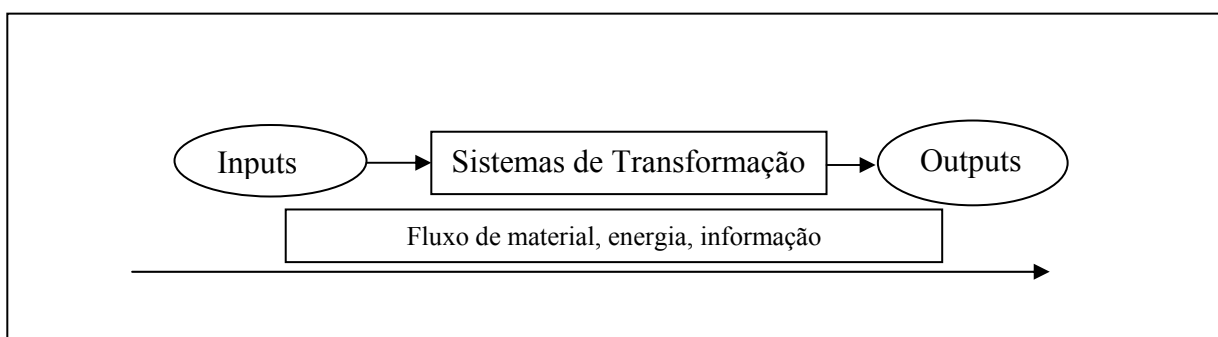 Inputs
Sistemas de Transformação
Outputs
Fluxo de material, energia, informação